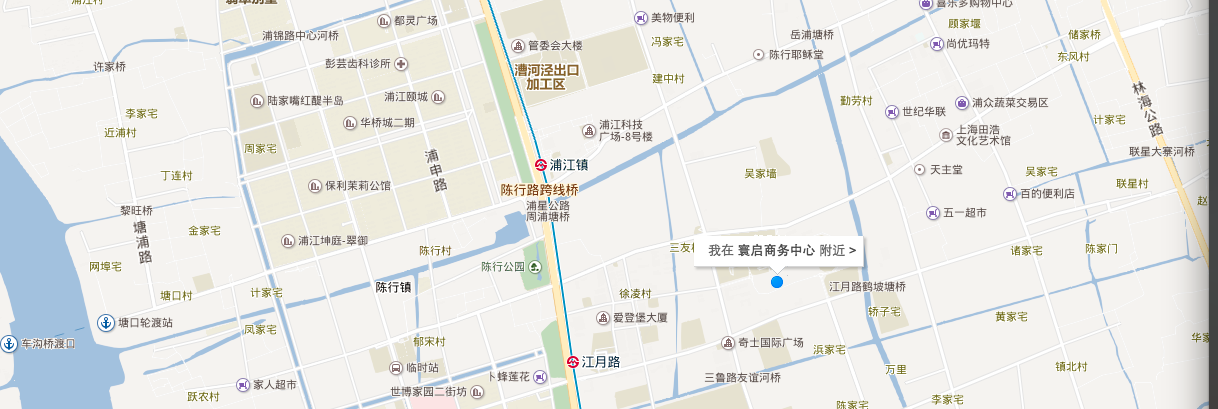 浦江村
都灵广场
美物便利
喜乐多购物中心
顾家堰
浦锦路中心河桥
管委会大楼
冯家宅
岳浦塘桥
尚优玛特
储家桥
许家桥
彭芸齿科诊所
漕河泾出口
加工区
建中村
陈行耶稣堂
东风村
陆家嘴红醍半岛
浦江颐城
勤劳村
世纪华联
浦众蔬菜交易区
林海公路
李家宅
近浦村
华桥城二期
浦江科技
广场-8号楼
计家宅
上海田浩
文化艺术馆
周家宅
浦申路
浦江镇
联星大寨河桥
丁连村
保利茉莉公馆
陈行路跨线桥
吴家墙
天主堂
吴家宅
联星村
百的便利店
黎旺桥
塘浦路
浦星公路
周浦塘桥
五一超市
赵
金家宅
浦江坤庭-翠御
陈行村
三友村
我在 寰启商务中心 附近 >
诸家宅
陈家门
网埠宅
陈行公园
塘口村
计家宅
陈行镇
徐凌村
江月路鹤坡塘桥
轿子宅
黄家宅
塘口轮渡站
凤家宅
爱登堡大厦
车沟桥渡口
郁宋村
奇士国际广场
浜家宅
华家
江月路
临时站
万里
镇北村
家人超市
卜蜂莲花
三鲁路友谊河桥
跃农村
世博家园二街坊
陈家宅
李家宅